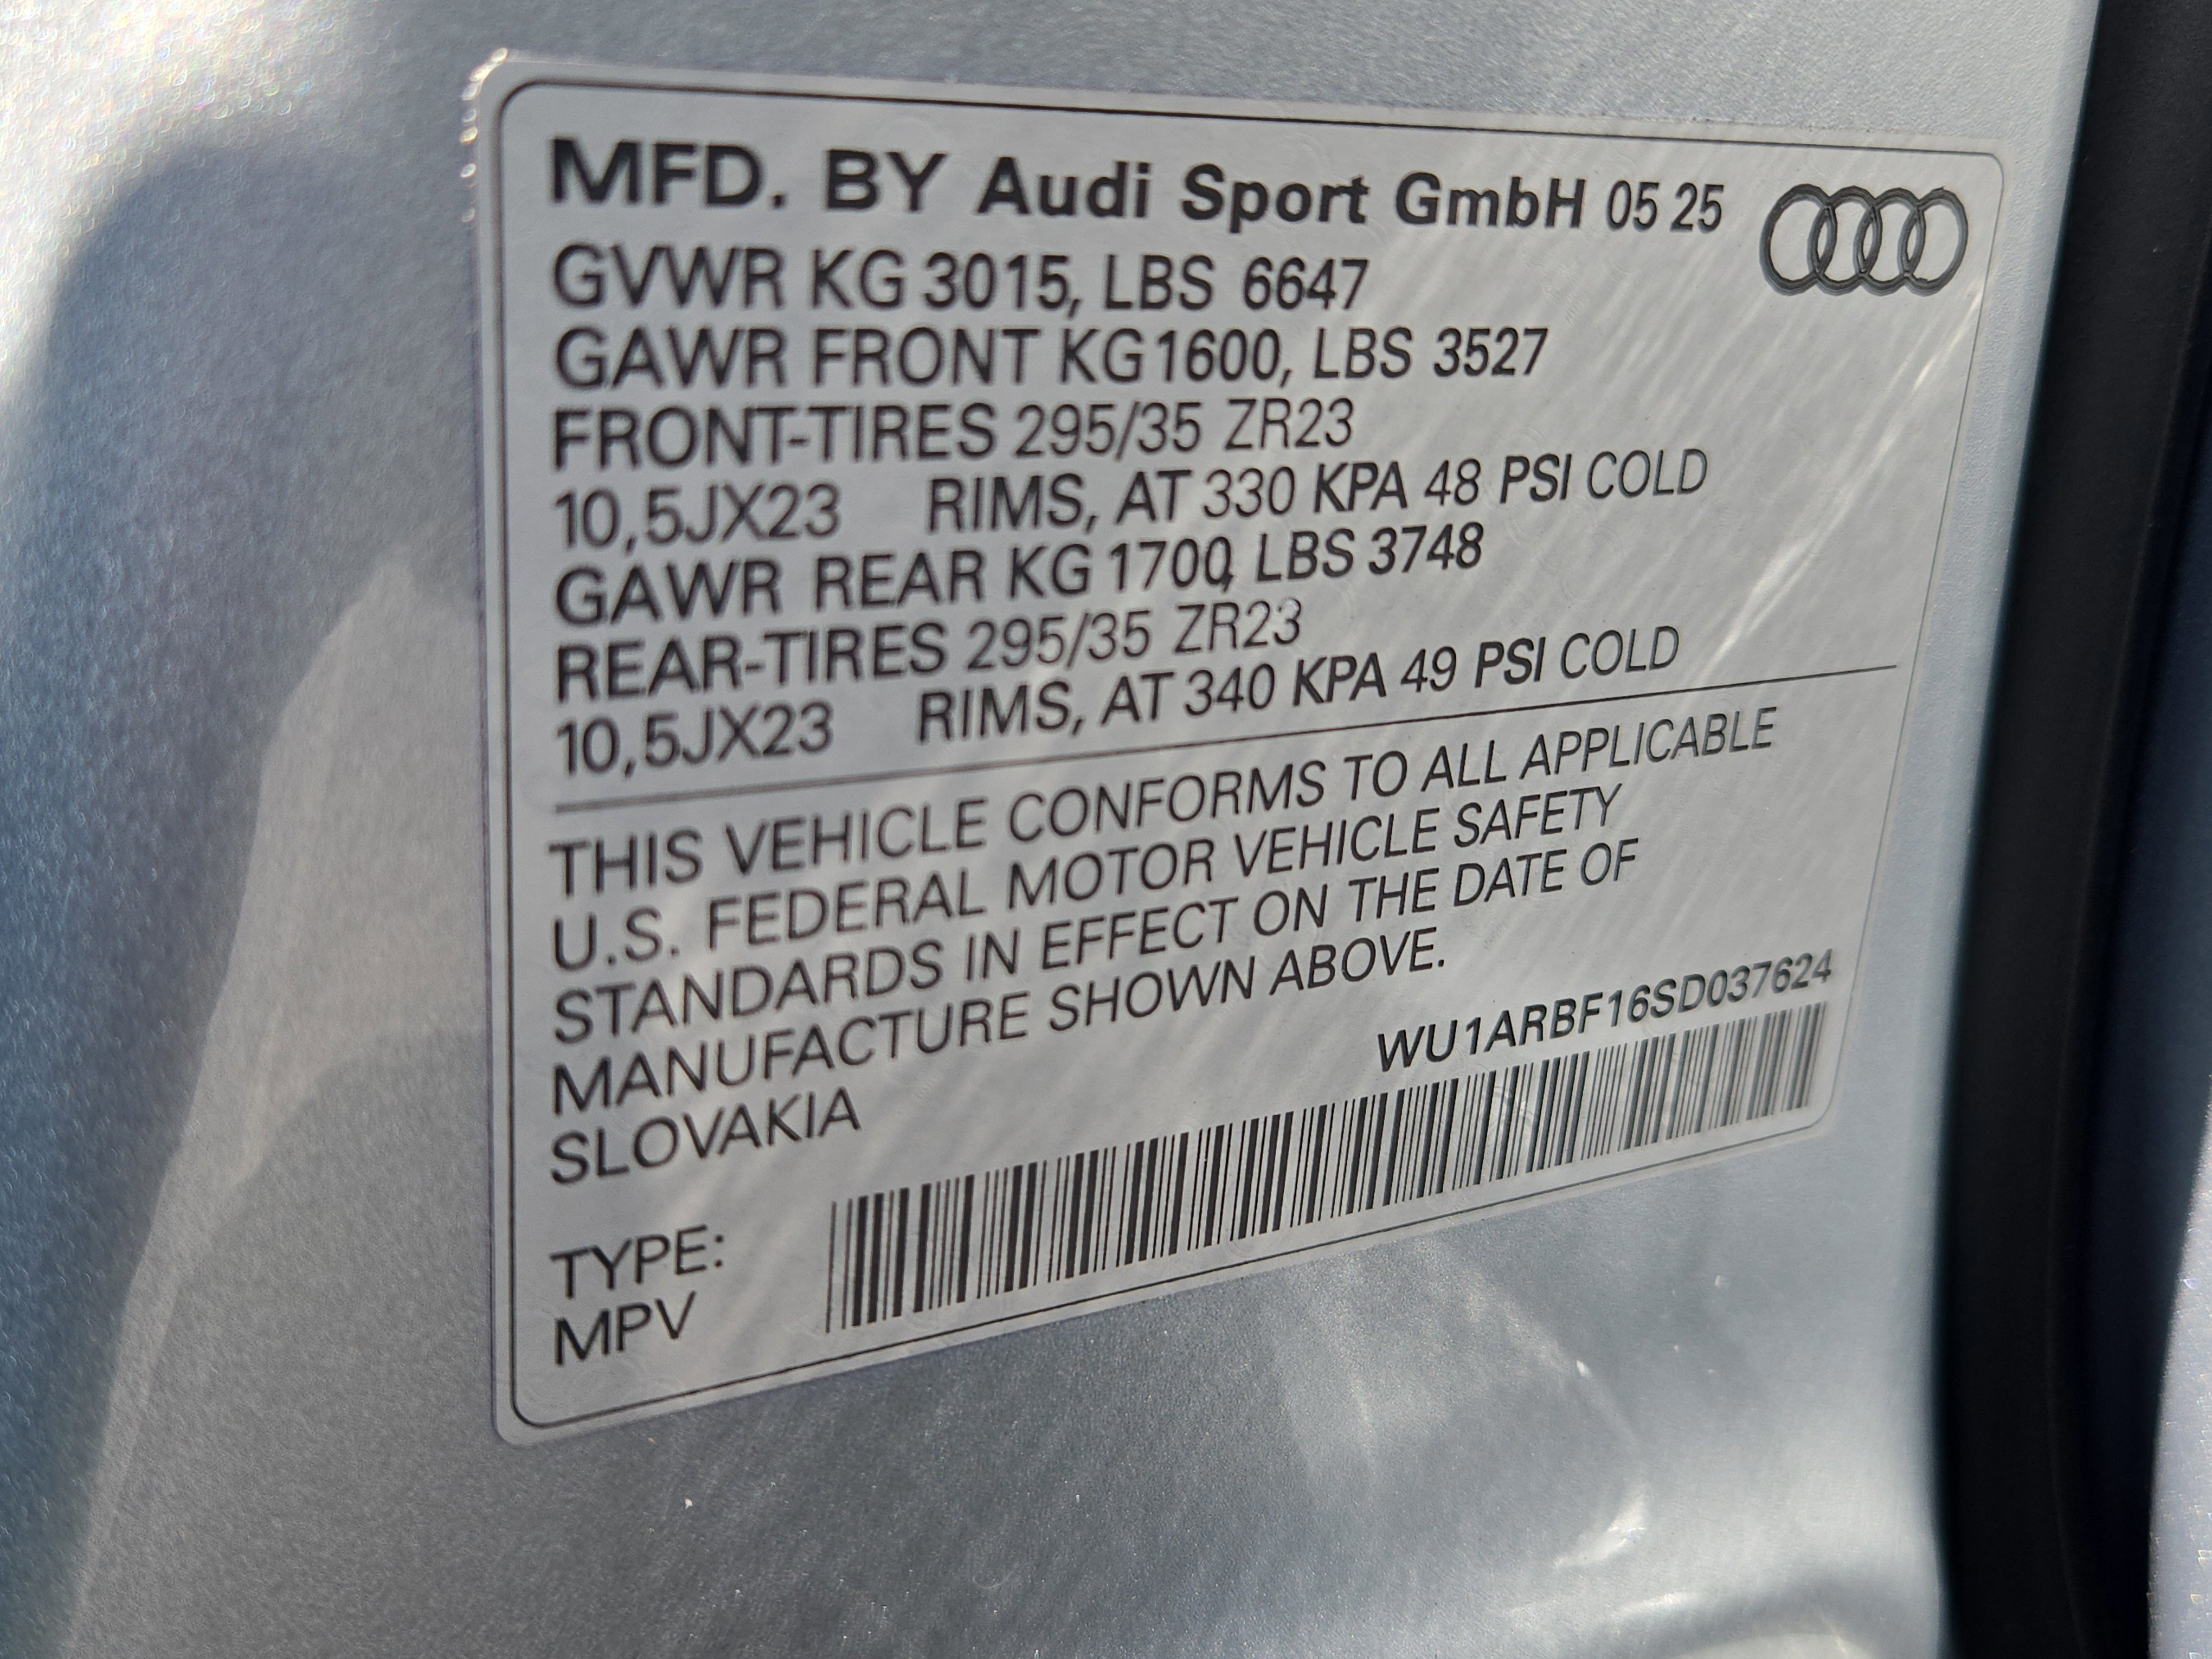 MFD. BY Audi Sport GmbH 05 25
GVWR KG 3015, LBS 6647
GAWR FRONT KG 1600, LBS 3527
FRONT-TIRES 295/35 ZR23
10,5JX23 RIMS, AT 330 KPA 48 PSI COLD
GAWR REAR KG 1700, LBS 3748
REAR-TIRES 295/35 ZR23
10,5JX23 RIMS, AT 340 KPA 49 PSI COLD
THIS VEHICLE CONFORMS TO ALL APPLICABLE
U.S. FEDERAL MOTOR VEHICLE SAFETY
STANDARDS IN EFFECT ON THE DATE OF
MANUFACTURE SHOWN ABOVE.
SLOVAKIA
WU1ARBF16SD037624
TYPE:
MPV